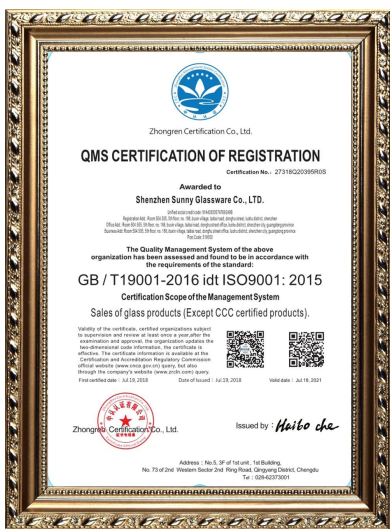 Zhongren Certification Co., Ltd.
QMS CERTIFICATION OF REGISTRATION
Certification No.: 27318Q20395R0S
Awarded to
Shenzhen Sunny Glassware Co., LTD.
The Quality Management System of the above
organization has been assessed and found to be in accordance with
the requirements of the standard:
GB / T19001-2016 idt ISO9001: 2015
Certification Scope of the Management System
Sales of glass products (Except CCC certified products).
Validity of the certificate, certified organizations subject
to supervision and review at least once a year after the
examination and approval, the organization updates the
two-dimensional code information, the certificate is
effective. The certificate information is available at the
Certification and Accreditation Regulatory Commission
official website (www.cnca.gov.cn) query, but also
through the company's website (www.zrcln.com) query.
First certified date : Jul.19, 2018 Date of Issued : Jul.19, 2018 Valid date : Jul.18, 2021
Zhongren Certification Co., Ltd.
Issued by : Haibo che
Address : No.5, 3F of 1st unit , 1st Building,
No. 73 of 2nd Western Sector 2nd Ring Road, Qingyang District, Chengdu
Tel : 028-62373001